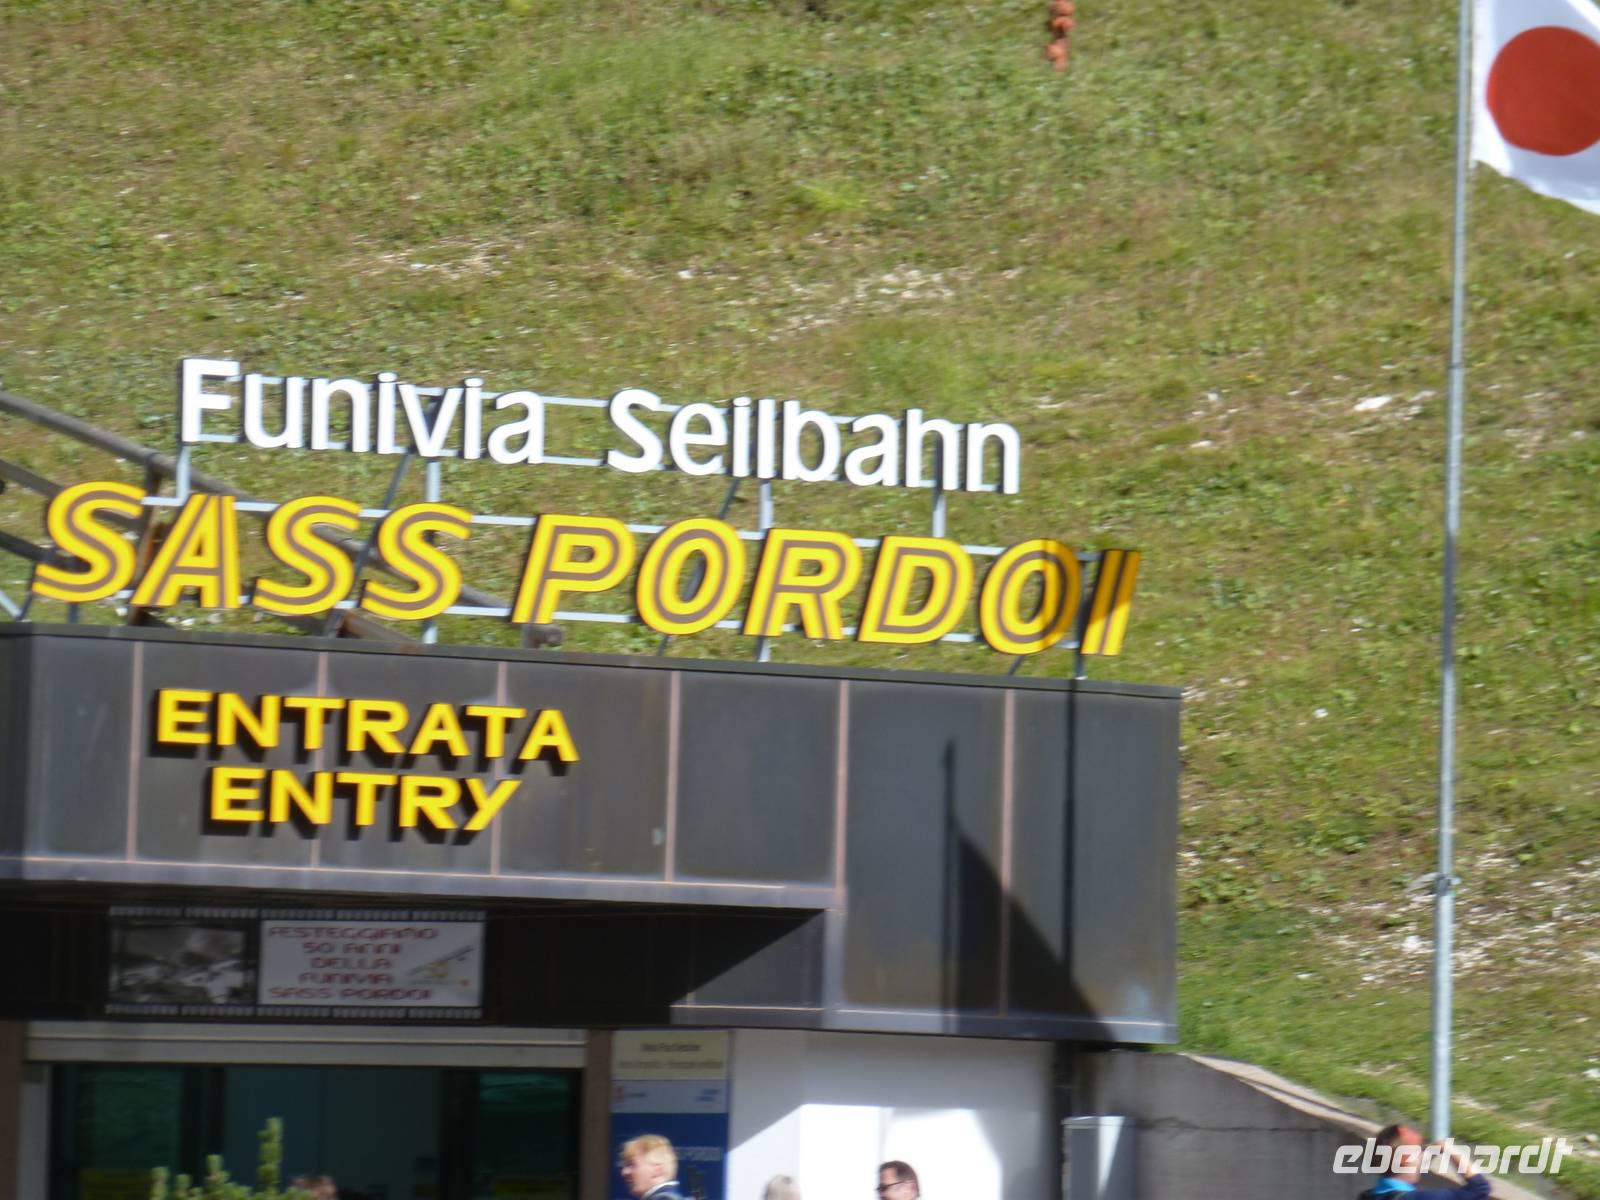 Funivia Seilbahn
SASS PORDOI
ENTRATA
ENTRY
FESTEGGIAMO
50 ANNI
DELLA
FUNIVIA
SASS PORDOI
eberhardt